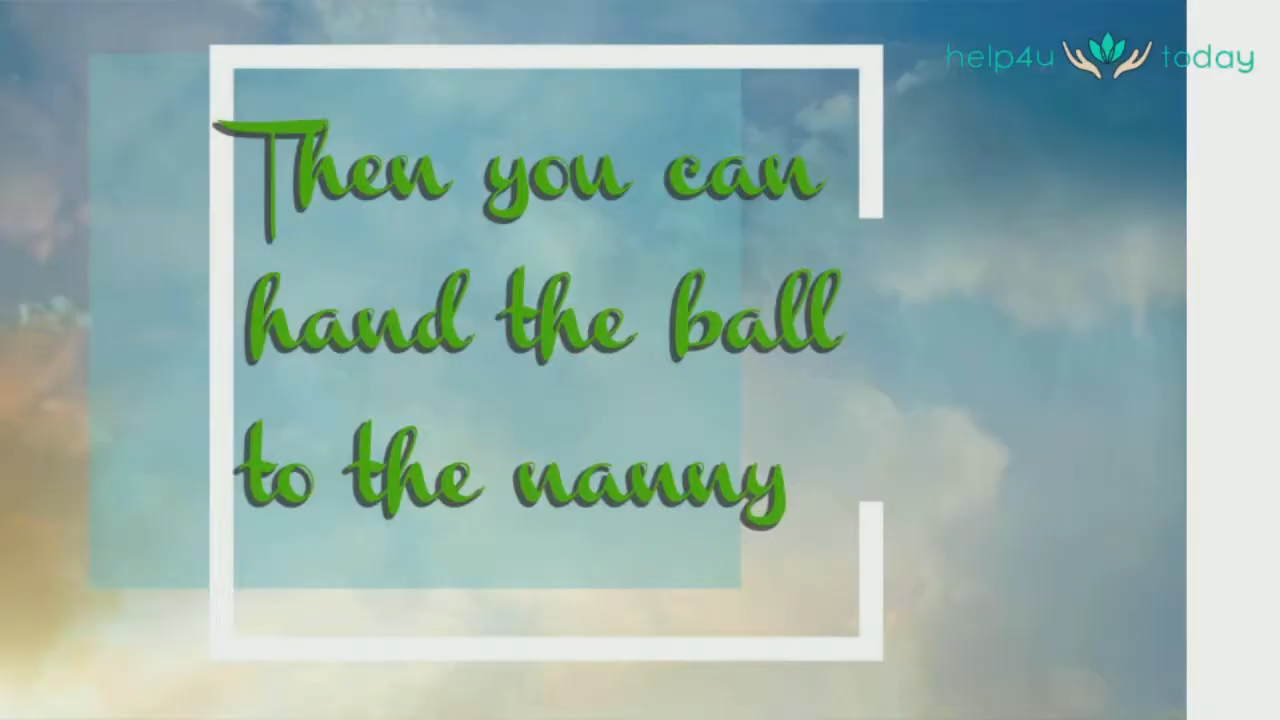 help4u today
Then you can
hand the ball
to the nanny